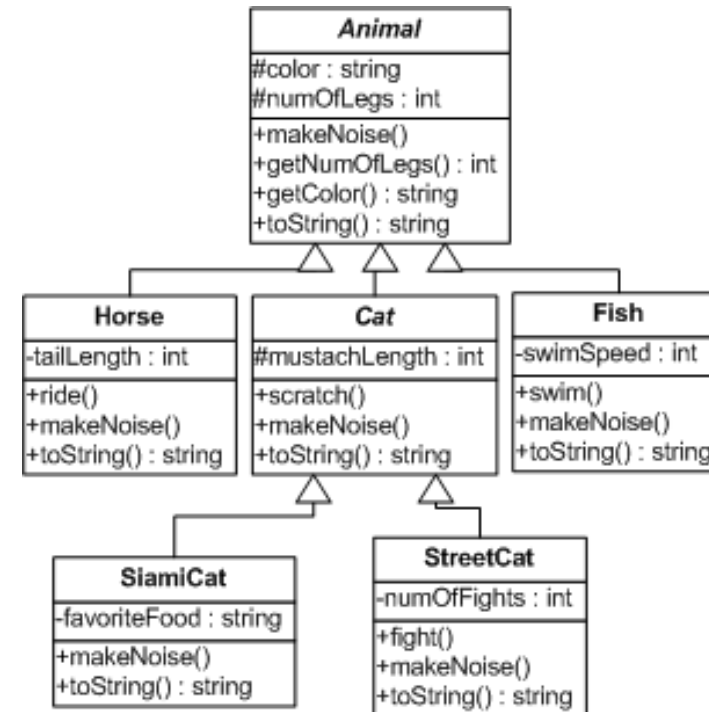 Animal
#color : string
#numOfLegs : int
+makeNoise()
+getNumOfLegs() : int
+getColor() : string
+toString() : string
Horse
-tailLength : int
+ride()
+makeNoise()
+toString() : string
Cat
#mustachLength : int
+scratch()
+makeNoise()
+toString() : string
Fish
-swimSpeed : int
+swim()
+makeNoise()
+toString() : string
SiamiCat
-favoriteFood : string
+makeNoise()
+toString() : string
StreetCat
-numOfFights : int
+fight()
+makeNoise()
+toString() : string